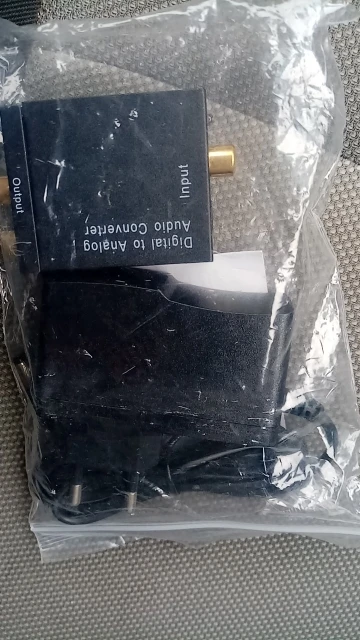 Digital to Analog
Audio Converter
Input
Output